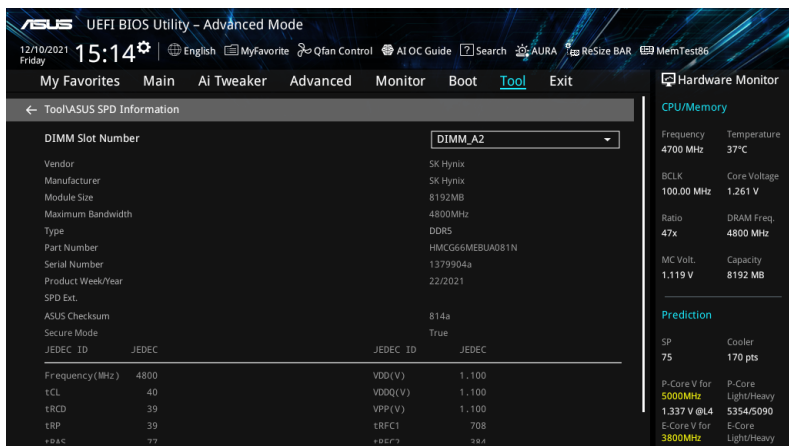 ASUS UEFI BIOS Utility – Advanced Mode
12/10/2021 Friday 15:14 English MyFavorite Qfan Control AI OC Guide ? Search AURA ReSize BAR MemTest86
My Favorites Main Ai Tweaker Advanced Monitor Boot Tool Exit
← Tool\ASUS SPD Information
DIMM Slot Number DIMM_A2
Vendor SK Hynix
Manufacturer SK Hynix
Module Size 8192MB
Maximum Bandwidth 4800MHz
Type DDR5
Part Number HMCG66MEBUA081N
Serial Number 1379904a
Product Week/Year 22/2021
SPD Ext.
ASUS Checksum 814a
Secure Mode True
JEDEC ID JEDEC JEDEC ID JEDEC
Frequency(MHz) 4800 VDD(V) 1.100
tCL 40 VDDQ(V) 1.100
tRCD 39 VPP(V) 1.100
tRP 39 tRFC1 708
tRAS 77 tRFC2 384
Hardware Monitor
CPU/Memory
Frequency Temperature
4700 MHz 37°C
BCLK Core Voltage
100.00 MHz 1.261 V
Ratio DRAM Freq.
47x 4800 MHz
MC Volt. Capacity
1.119 V 8192 MB
Prediction
SP Cooler
75 170 pts
P-Core V for P-Core
5000MHz Light/Heavy
1.337 V @L4 5354/5090
E-Core V for E-Core
3800MHz Light/Heavy